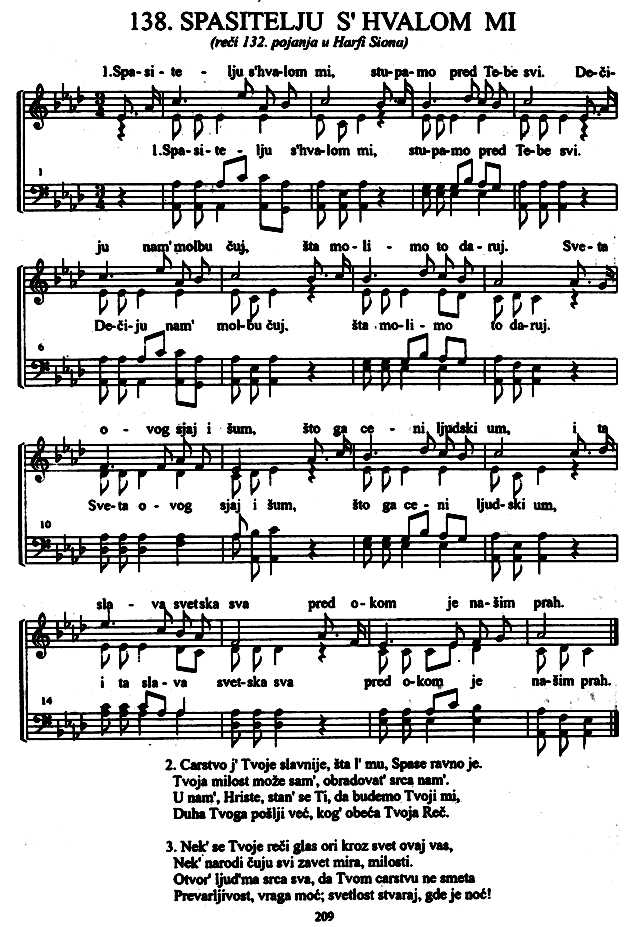 138. SPASITELJU S' HVALOM MI
(reči 132. pojanja u Harfi Siona)
1.Spa-si-te - lju s'hva-lom mi, stu-pa-mo pred Te-be svi. De-či-
1.Spa-si-te - lju s'hva-lom mi, stu-pa-mo pred Te-be svi.
1
ju nam' molbu čuj, šta mo-li-mo to da-ruj. Sve-ta
De-či-ju nam' mol-bu čuj, šta mo-li-mo to da-ruj.
6
o - vog sjaj i šum, što ga ce - ni, ljudski um, i ta
Sve-ta o-vog sjaj i šum, što ga ce-ni ljud-ski um,
10
sla - va svetska sva pred o-kom je na-šim prah.
i ta sla-va svet-ska sva pred o-kom je na-šim prah.
14
2. Carstvo j' Tvoje slavnije, šta l' mu, Spase ravno je.
Tvoja milost može sam', obradovat' srca nam'.
U nam', Hriste, stan' se Ti, da budemo Tvoji mi,
Duha Tvoga pošlji već, kog' obeća Tvoja Reč.
3. Nek' se Tvoje reči glas ori kroz svet ovaj vas,
Nek' narodi čuju svi zavet mira, milosti.
Otvor' ljud'ma srca sva, da Tvom carstvu ne smeta
Prevarljivost, vraga moć; svetlost stvaraj, gde je noć!
209